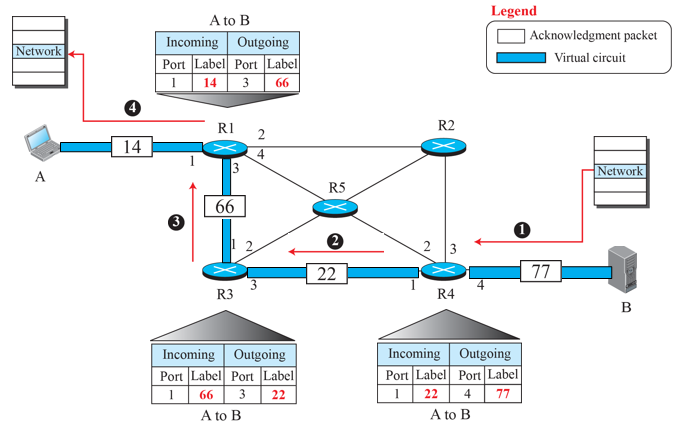 A to B
Incoming Outgoing
Port Label Port Label
1 14 3 66
Legend
Acknowledgment packet
Virtual circuit
Network
4
R1
2
4
1
3
14
A
R2
3
Network
R5
66
3
1
2
2
2
1
B
R3
3
22
1
R4
4
77
Incoming Outgoing
Port Label Port Label
1 66 3 22
A to B
Incoming Outgoing
Port Label Port Label
1 22 4 77
A to B